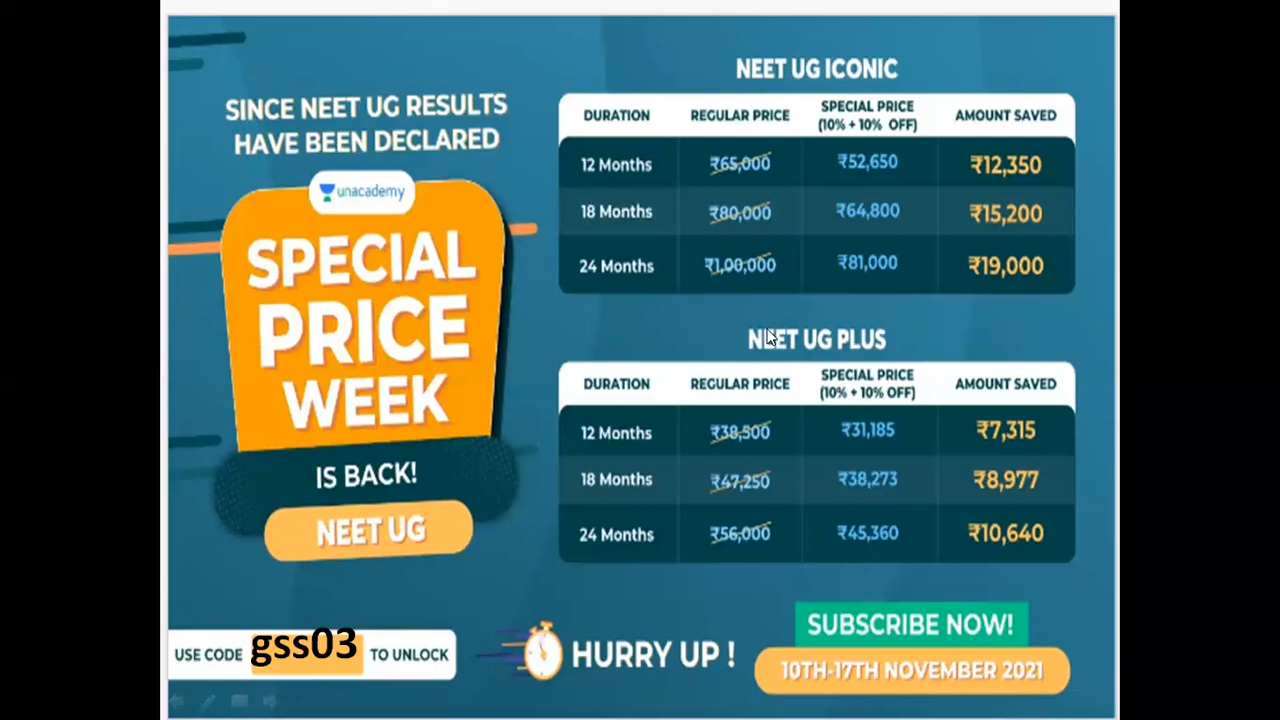 SINCE NEET UG RESULTS
HAVE BEEN DECLARED
unacademy
SPECIAL
PRICE
WEEK
IS BACK!
NEET UG
USE CODE gss03 TO UNLOCK
NEET UG ICONIC
DURATION REGULAR PRICE SPECIAL PRICE (10% + 10% OFF) AMOUNT SAVED
12 Months ₹65,000 ₹52,650 ₹12,350
18 Months ₹80,000 ₹64,800 ₹15,200
24 Months ₹1,00,000 ₹81,000 ₹19,000
NEET UG PLUS
DURATION REGULAR PRICE SPECIAL PRICE (10% + 10% OFF) AMOUNT SAVED
12 Months ₹38,500 ₹31,185 ₹7,315
18 Months ₹47,250 ₹38,273 ₹8,977
24 Months ₹56,000 ₹45,360 ₹10,640
HURRY UP !
SUBSCRIBE NOW!
10TH-17TH NOVEMBER 2021